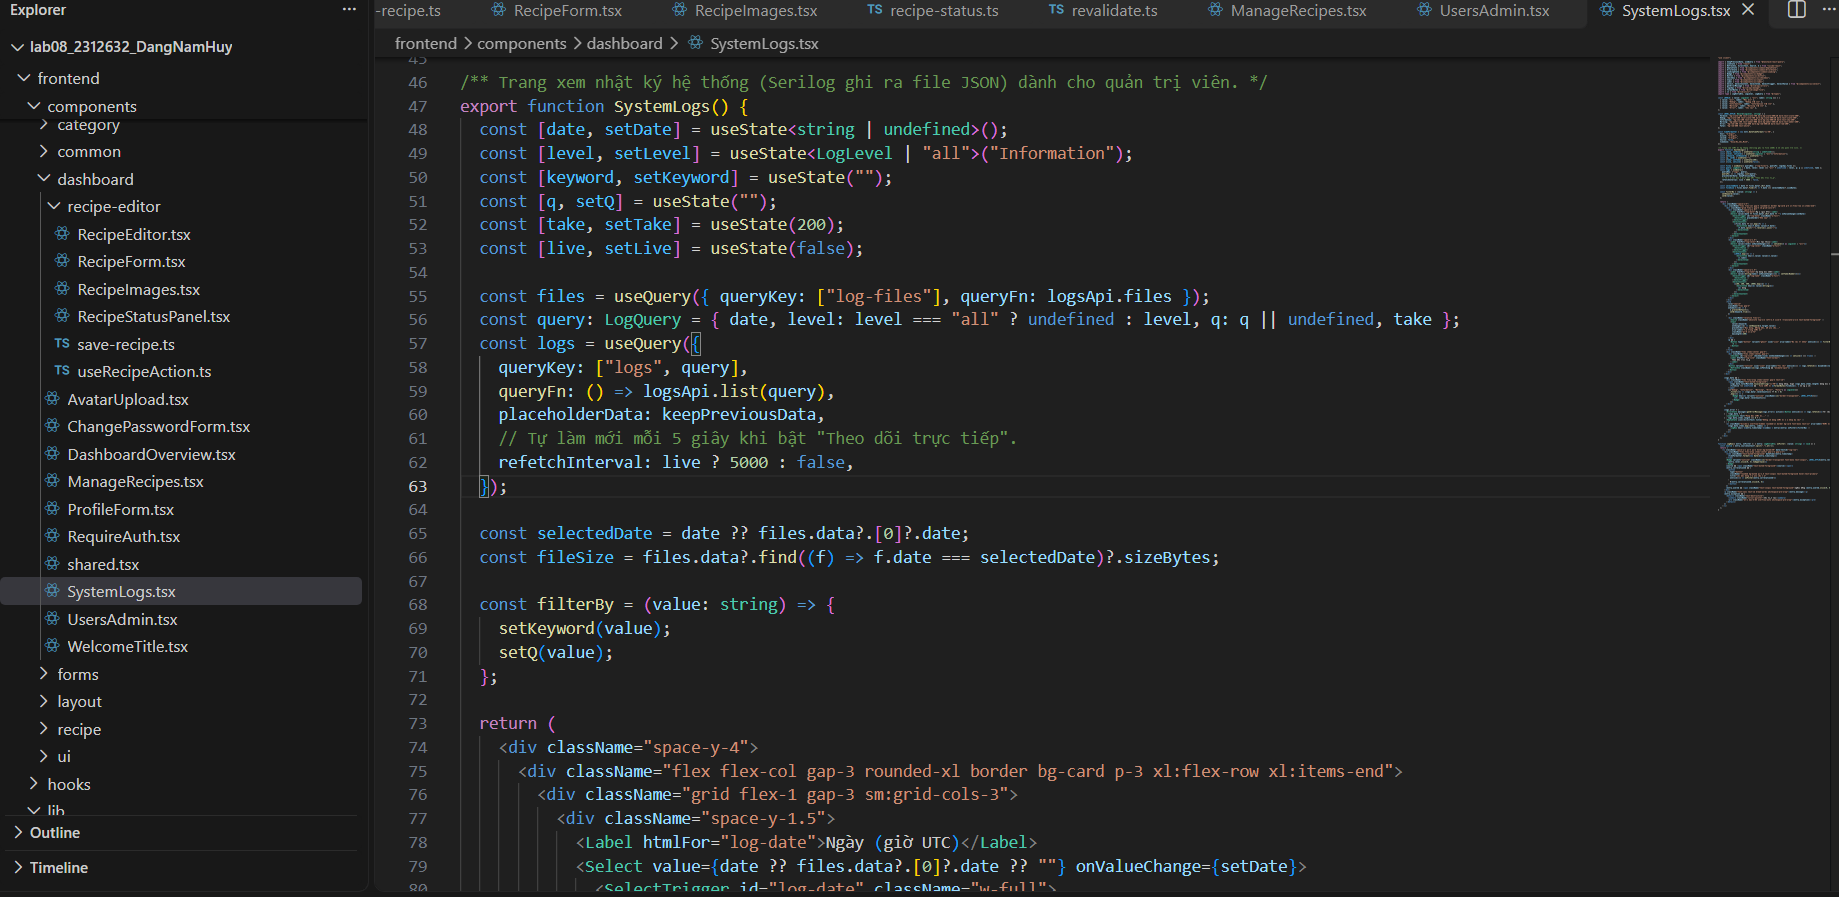 Explorer
lab08_2312632_DangNamHuy
frontend
components
category
common
dashboard
recipe-editor
RecipeEditor.tsx
RecipeForm.tsx
RecipeImages.tsx
RecipeStatusPanel.tsx
TS save-recipe.ts
TS useRecipeAction.ts
AvatarUpload.tsx
ChangePasswordForm.tsx
DashboardOverview.tsx
ManageRecipes.tsx
ProfileForm.tsx
RequireAuth.tsx
shared.tsx
SystemLogs.tsx
UsersAdmin.tsx
WelcomeTitle.tsx
forms
layout
recipe
ui
hooks
lib
Outline
Timeline
-recipe.ts RecipeForm.tsx RecipeImages.tsx TS recipe-status.ts TS revalidate.ts ManageRecipes.tsx UsersAdmin.tsx SystemLogs.tsx
frontend > components > dashboard > SystemLogs.tsx
45
46 /** Trang xem nhật ký hệ thống (Serilog ghi ra file JSON) dành cho quản trị viên. */
47 export function SystemLogs() {
48 const [date, setDate] = useState<string | undefined>();
49 const [level, setLevel] = useState<LogLevel | "all">("Information");
50 const [keyword, setKeyword] = useState("");
51 const [q, setQ] = useState("");
52 const [take, setTake] = useState(200);
53 const [live, setLive] = useState(false);
54
55 const files = useQuery({ queryKey: ["log-files"], queryFn: logsApi.files });
56 const query: LogQuery = { date, level: level === "all" ? undefined : level, q: q || undefined, take };
57 const logs = useQuery({
58 queryKey: ["logs", query],
59 queryFn: () => logsApi.list(query),
60 placeholderData: keepPreviousData,
61 // Tự làm mới mỗi 5 giây khi bật "Theo dõi trực tiếp".
62 refetchInterval: live ? 5000 : false,
63 });
64
65 const selectedDate = date ?? files.data?.[0]?.date;
66 const fileSize = files.data?.find((f) => f.date === selectedDate)?.sizeBytes;
67
68 const filterBy = (value: string) => {
69 setKeyword(value);
70 setQ(value);
71 };
72
73 return (
74 <div className="space-y-4">
75 <div className="flex flex-col gap-3 rounded-xl border bg-card p-3 xl:flex-row xl:items-end">
76 <div className="grid flex-1 gap-3 sm:grid-cols-3">
77 <div className="space-y-1.5">
78 <Label htmlFor="log-date">Ngày (giờ UTC)</Label>
79 <Select value={date ?? files.data?.[0]?.date ?? ""} onValueChange={setDate}>
80 <SelectTrigger id="log-date" className="w-full">